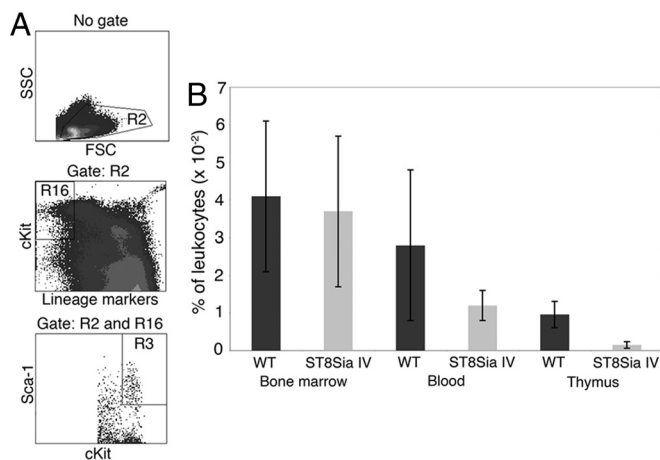 A
No gate
SSC
R2
FSC
Gate: R2
R16
cKit
Lineage markers
Gate: R2 and R16
R3
Sca-1
cKit
B
% of leukocytes (x 10-2)
7
6
5
4
3
2
1
0
WT ST8Sia IV WT ST8Sia IV WT ST8Sia IV
Bone marrow Blood Thymus